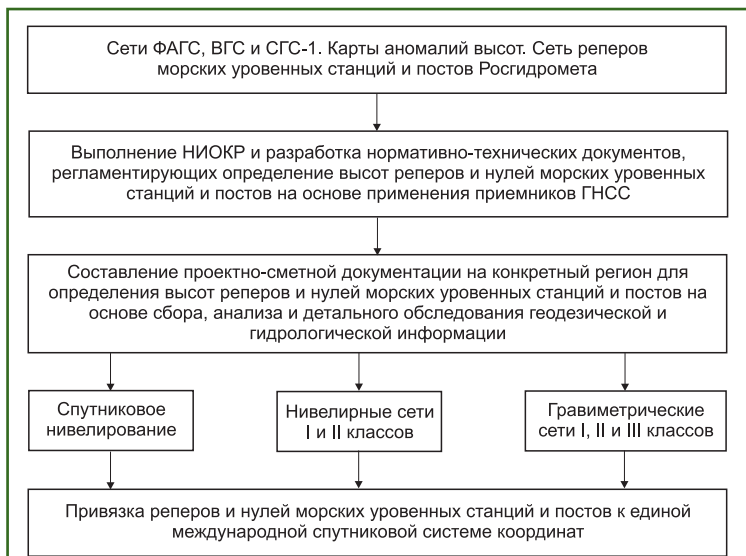 Сети ФАГС, ВГС и СГС-1. Карты аномалий высот. Сеть реперов
морских уровенных станций и постов Росгидромета
Выполнение НИОКР и разработка нормативно-технических документов,
регламентирующих определение высот реперов и нулей морских уровенных
станций и постов на основе применения приемников ГНСС
Составление проектно-сметной документации на конкретный регион для
определения высот реперов и нулей морских уровенных станций и постов на
основе сбора, анализа и детального обследования геодезической и
гидрологической информации
Спутниковое
нивелирование
Нивелирные сети
I и II классов
Гравиметрические
сети I, II и III классов
Привязка реперов и нулей морских уровенных станций и постов к единой
международной спутниковой системе координат